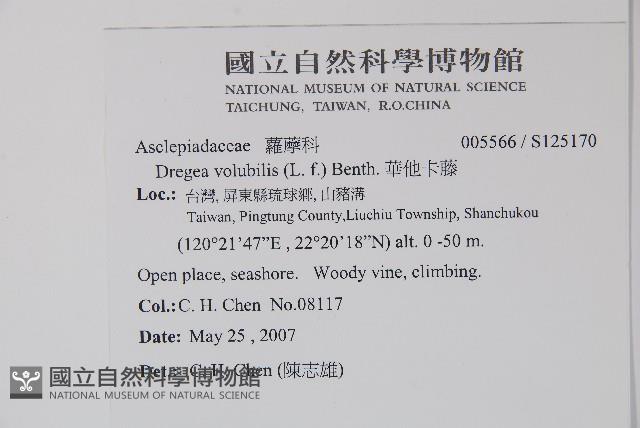 國立自然科學博物館
NATIONAL MUSEUM OF NATURAL SCIENCE
TAICHUNG, TAIWAN, R.O.CHINA
Asclepiadaceae 蘿藦科 005566 / S125170
Dregea volubilis (L. f.) Benth. 華他卡藤
Loc.: 台灣, 屏東縣琉球鄉, 山豬溝
Taiwan, Pingtung County,Liuchiu Township, Shanchukou
(120°21'47”E , 22°20'18”N) alt. 0 -50 m.
Open place, seashore. Woody vine, climbing.
Col.: C. H. Chen No.08117
Date: May 25 , 2007
Det.: C. H. Chen (陳志雄)
國立自然科學博物館
NATIONAL MUSEUM OF NATURAL SCIENCE